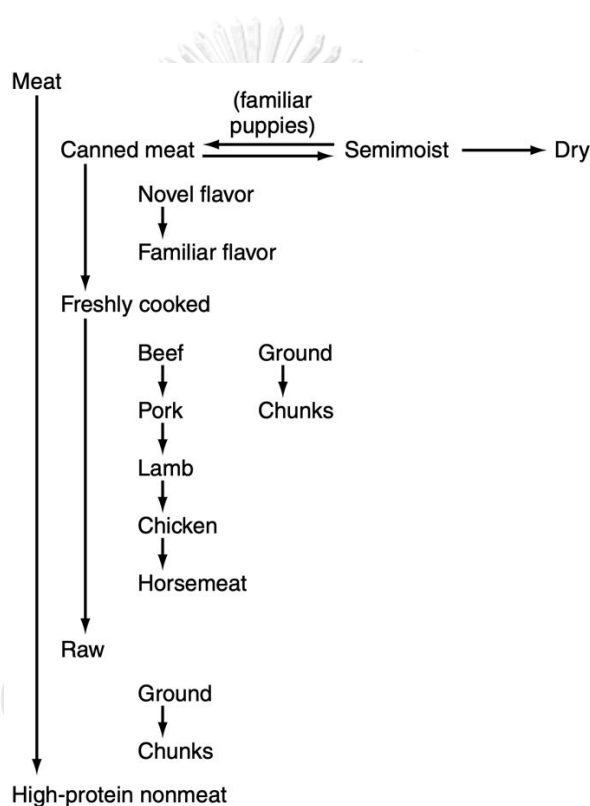 Meat
(familiar
puppies)
Canned meat Semimoist Dry
Novel flavor
Familiar flavor
Freshly cooked
Beef Ground
Pork Chunks
Lamb
Chicken
Horsemeat
Raw
Ground
Chunks
High-protein nonmeat